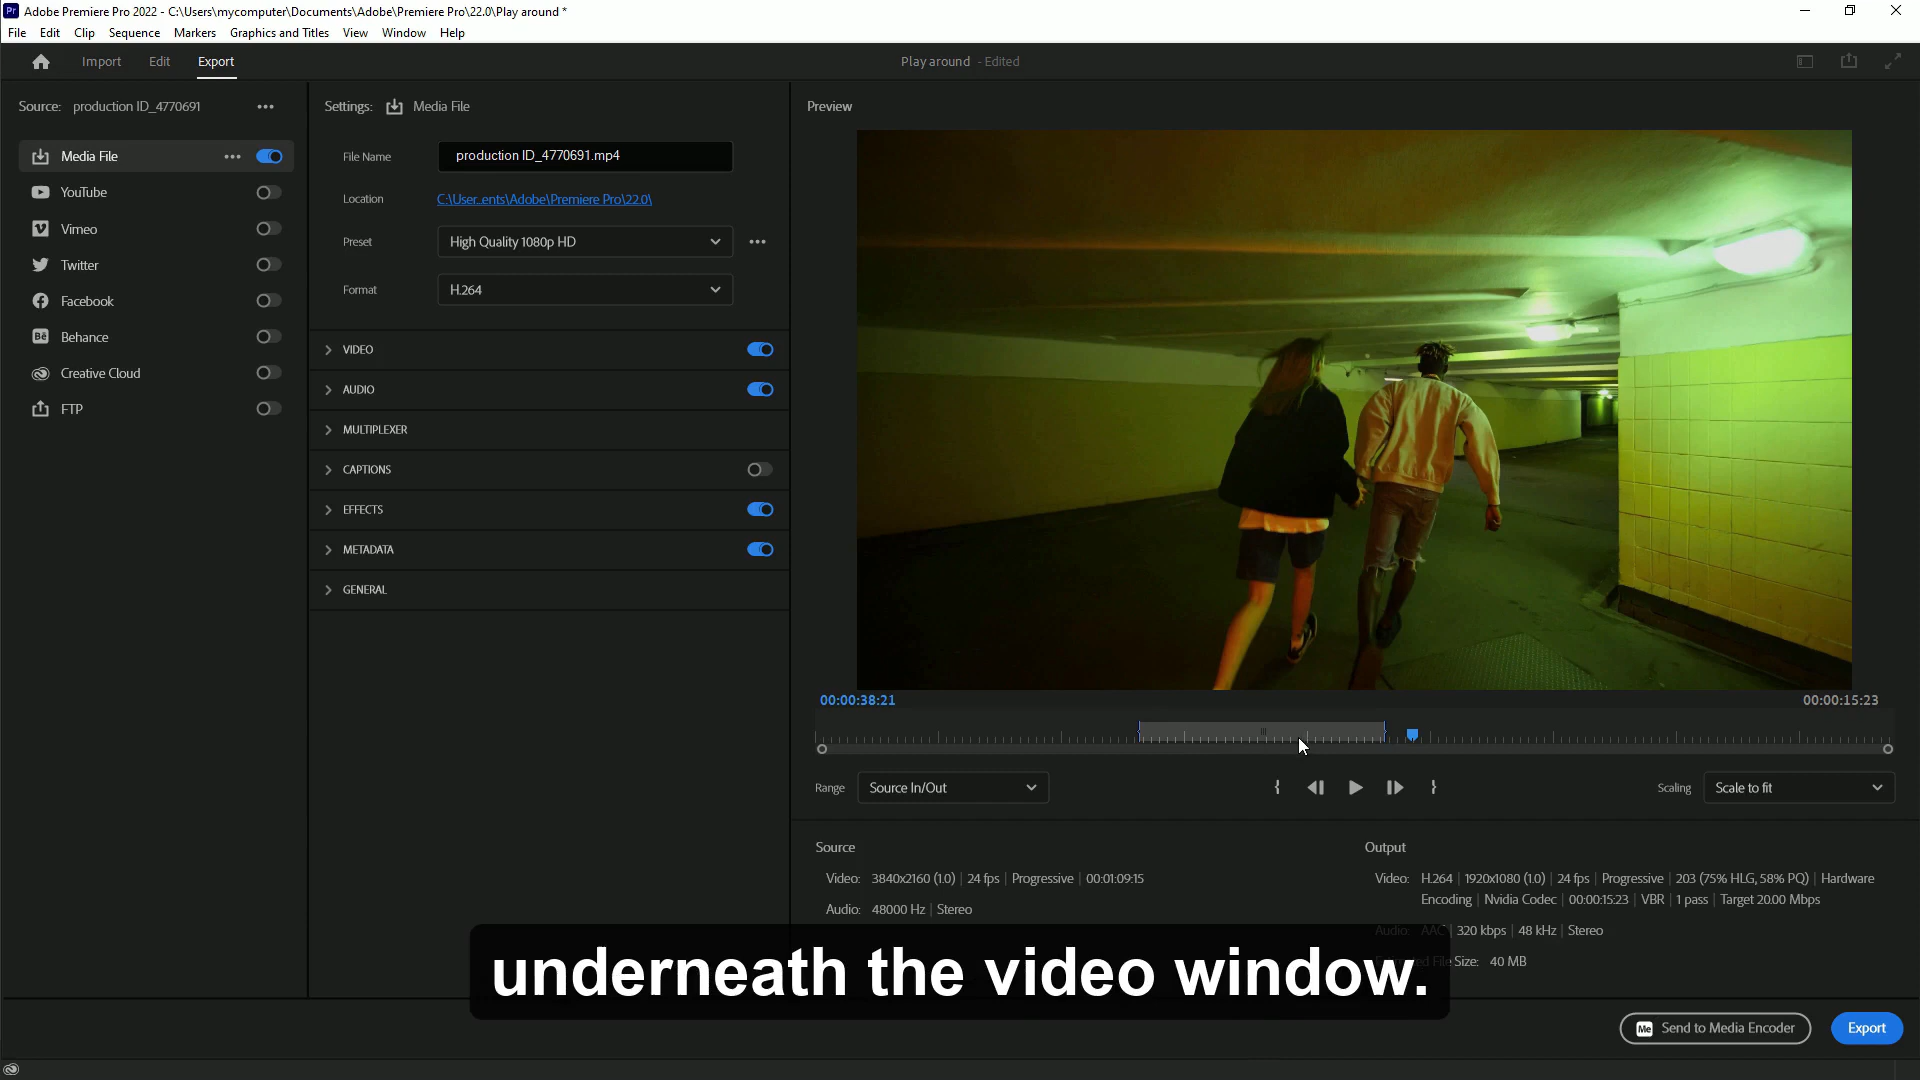 Pr Adobe Premiere Pro 2022 - C:\Users\mycomputer\Documents\Adobe\Premiere Pro\22.0\Play around *
File Edit Clip Sequence Markers Graphics and Titles View Window Help
Import Edit Export
Play around - Edited
Source: production ID_4770691
Media File
YouTube
Vimeo
Twitter
Facebook
Bē Behance
Creative Cloud
FTP
Settings: Media File
File Name production ID_4770691.mp4
Location C:\User...ents\Adobe\Premiere Pro\22.0\
Preset High Quality 1080p HD
Format H.264
VIDEO
AUDIO
MULTIPLEXER
CAPTIONS
EFFECTS
METADATA
GENERAL
Preview
00:00:38:21 00:00:15:23
Range Source In/Out
Scaling Scale to fit
Source
Video: 3840x2160 (1.0) | 24 fps | Progressive | 00:01:09:15
Audio: 48000 Hz | Stereo
Output
Video: H.264 | 1920x1080 (1.0) | 24 fps | Progressive | 203 (75% HLG, 58% PQ) | Hardware
Encoding | Nvidia Codec | 00:00:15:23 | VBR | 1 pass | Target 20.00 Mbps
Audio: AAC | 320 kbps | 48 kHz | Stereo
File Size: 40 MB
underneath the video window.
Me Send to Media Encoder
Export